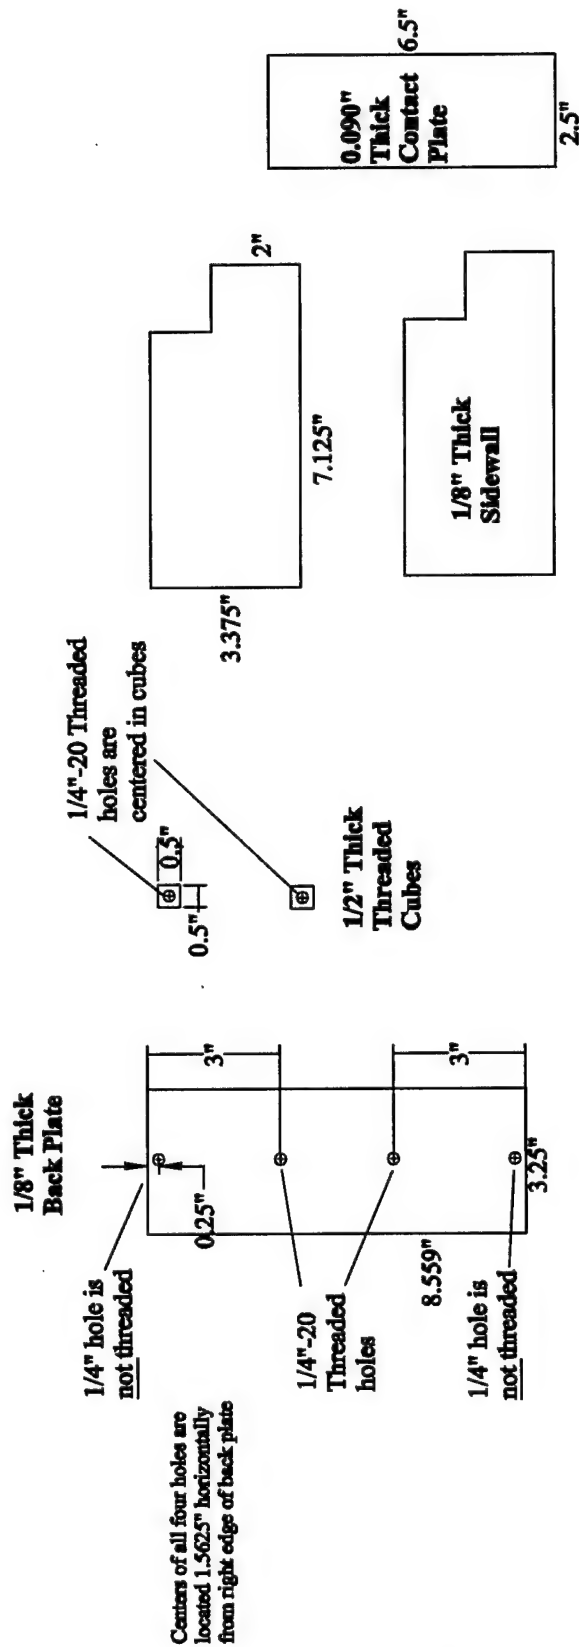 Centers of all four holes are
located 1.5625" horizontally
from right edge of back plate
1/4" hole is
not threaded
1/8" Thick
Back Plate
0.25"
3"
3"
1/4"-20
Threaded
holes
8.559"
3.25"
1/4" hole is
not threaded
1/4"-20 Threaded
holes are
centered in cubes
0.5"
0.5"
1/2" Thick
Threaded
Cubes
3.375"
7.125"
2"
1/8" Thick
Sidewall
0.090"
Thick
Contact
Plate
6.5"
2.5"